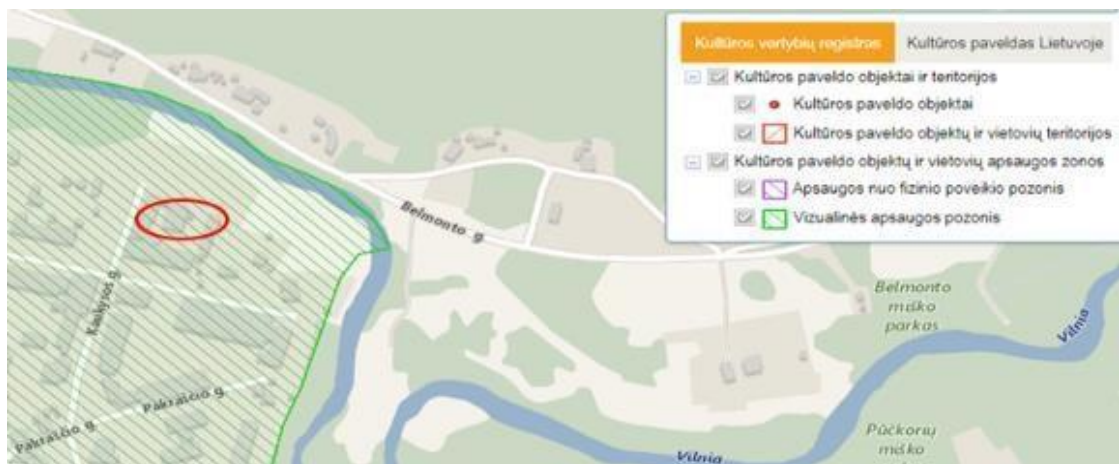 Kultūros vertybių registras
Kultūros paveldas Lietuvoje
Kultūros paveldo objektai ir teritorijos
Kultūros paveldo objektai
Kultūros paveldo objektų ir vietovių teritorijos
Kultūros paveldo objektų ir vietovių apsaugos zonos
Apsaugos nuo fizinio poveikio pozonis
Vizualinės apsaugos pozonis
Belmonto g.
Kaukysos g.
Pakraščio g.
Pakraščio g.
Belmonto
miško
parkas
Vilnia
Pūčkorių
miško
Vilnia